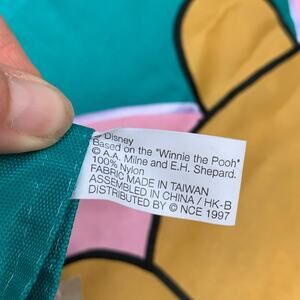 © Disney
Based on the "Winnie the Pooh"
© A.A. Milne and E.H. Shepard.
100% Nylon
FABRIC MADE IN TAIWAN
ASSEMBLED IN CHINA / HK-B
DISTRIBUTED BY © NCE 1997